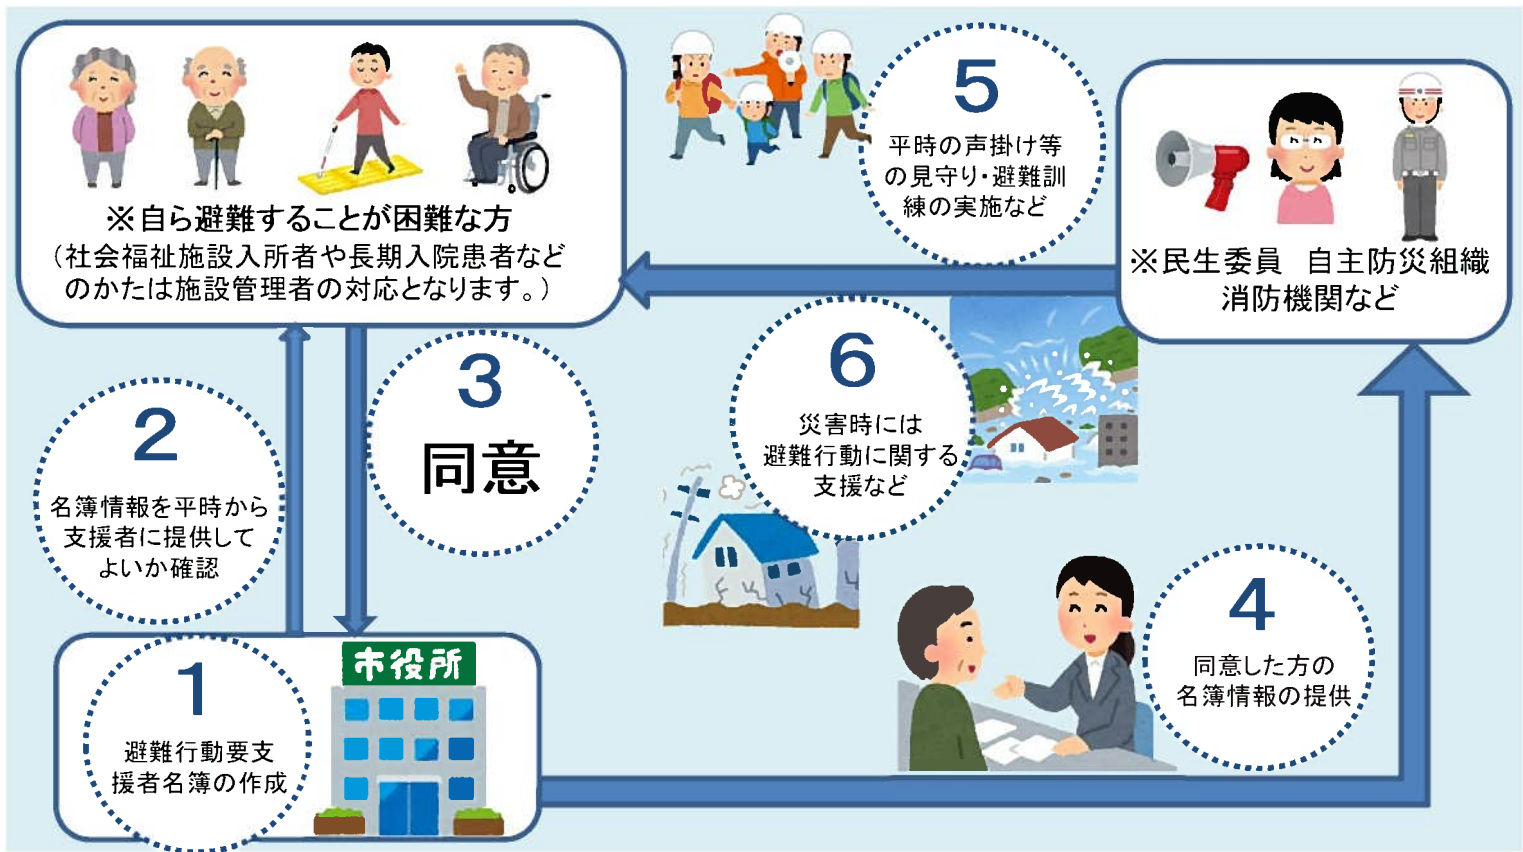 ※自ら避難することが困難な方
(社会福祉施設入所者や長期入院患者など
のかたは施設管理者の対応となります。)
5
平時の声掛け等
の見守り・避難訓
練の実施など
※民生委員　自主防災組織
消防機関など
2
名簿情報を平時から
支援者に提供して
よいか確認
3
同意
6
災害時には
避難行動に関する
支援など
1
避難行動要支
援者名簿の作成
市役所
4
同意した方の
名簿情報の提供